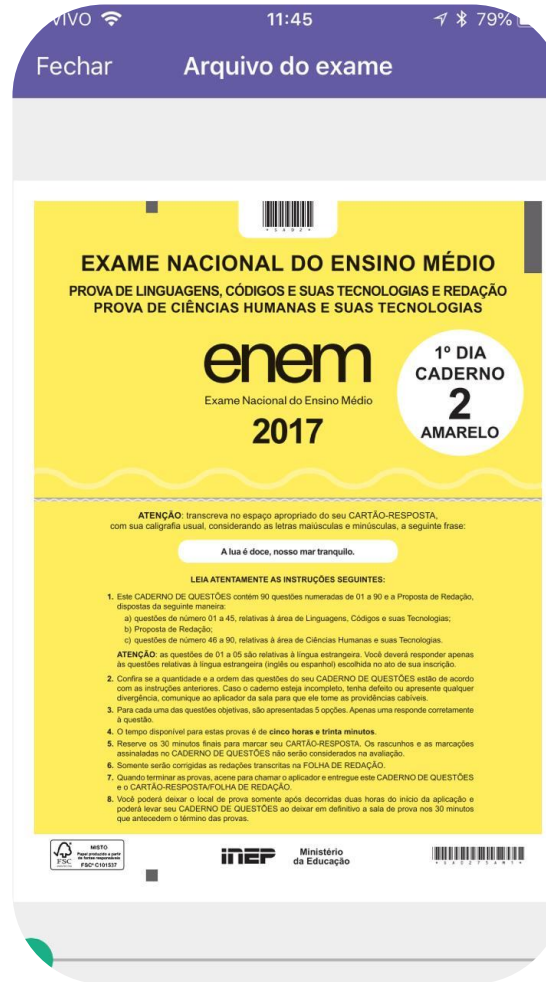 VIVO 11:45 79%
Fechar Arquivo do exame
EXAME NACIONAL DO ENSINO MÉDIO
PROVA DE LINGUAGENS, CÓDIGOS E SUAS TECNOLOGIAS E REDAÇÃO
PROVA DE CIÊNCIAS HUMANAS E SUAS TECNOLOGIAS
enem
Exame Nacional do Ensino Médio
2017
1º DIA
CADERNO
2
AMARELO
ATENÇÃO: transcreva no espaço apropriado do seu CARTÃO-RESPOSTA,
com sua caligrafia usual, considerando as letras maiúsculas e minúsculas, a seguinte frase:
A lua é doce, nosso mar tranquilo.
LEIA ATENTAMENTE AS INSTRUÇÕES SEGUINTES:
1. Este CADERNO DE QUESTÕES contém 90 questões numeradas de 01 a 90 e a Proposta de Redação,
dispostas da seguinte maneira:
a) questões de número 01 a 45, relativas à área de Linguagens, Códigos e suas Tecnologias;
b) Proposta de Redação;
c) questões de número 46 a 90, relativas à área de Ciências Humanas e suas Tecnologias.
ATENÇÃO: as questões de 01 a 05 são relativas à língua estrangeira. Você deverá responder apenas
às questões relativas à língua estrangeira (inglês ou espanhol) escolhida no ato de sua inscrição.
2. Confira se a quantidade e a ordem das questões do seu CADERNO DE QUESTÕES estão de acordo
com as instruções anteriores. Caso o caderno esteja incompleto, tenha defeito ou apresente qualquer
divergência, comunique ao aplicador da sala para que ele tome as providências cabíveis.
3. Para cada uma das questões objetivas, são apresentadas 5 opções. Apenas uma responde corretamente
à questão.
4. O tempo disponível para estas provas é de cinco horas e trinta minutos.
5. Reserve os 30 minutos finais para marcar seu CARTÃO-RESPOSTA. Os rascunhos e as marcações
assinaladas no CADERNO DE QUESTÕES não serão considerados na avaliação.
6. Somente serão corrigidas as redações transcritas na FOLHA DE REDAÇÃO.
7. Quando terminar as provas, acene para chamar o aplicador e entregue este CADERNO DE QUESTÕES
e o CARTÃO-RESPOSTA/FOLHA DE REDAÇÃO.
8. Você poderá deixar o local de prova somente após decorridas duas horas do início da aplicação e
poderá levar seu CADERNO DE QUESTÕES ao deixar em definitivo a sala de prova nos 30 minutos
que antecedem o término das provas.
FSC
MISTO
Papel produzido a partir
de fontes responsáveis
FSC® C101537
INEP
Ministério
da Educação